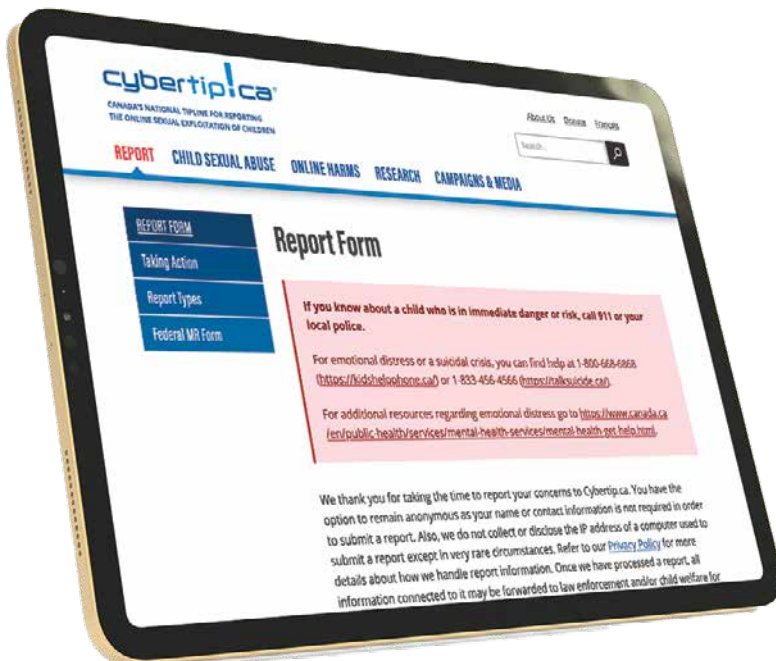 cybertip!ca®
CANADA'S NATIONAL TIPLINE FOR REPORTING
THE ONLINE SEXUAL EXPLOITATION OF CHILDREN
About Us Donate Français
Search...
REPORT CHILD SEXUAL ABUSE ONLINE HARMS RESEARCH CAMPAIGNS & MEDIA
REPORT FORM
Taking Action
Report Types
Federal MR Form
Report Form
If you know about a child who is in immediate danger or risk, call 911 or your
local police.
For emotional distress or a suicidal crisis, you can find help at 1-800-668-6868
(https://kidshelpphone.ca/) or 1-833-456-4566 (https://talksuicide.ca/).
For additional resources regarding emotional distress go to https://www.canada.ca
/en/public-health/services/mental-health-services/mental-health-get-help.html.
We thank you for taking the time to report your concerns to Cybertip.ca. You have the
option to remain anonymous as your name or contact information is not required in order
to submit a report. Also, we do not collect or disclose the IP address of a computer used to
submit a report except in very rare circumstances. Refer to our Privacy Policy for more
details about how we handle report information. Once we have processed a report, all
information connected to it may be forwarded to law enforcement and/or child welfare for